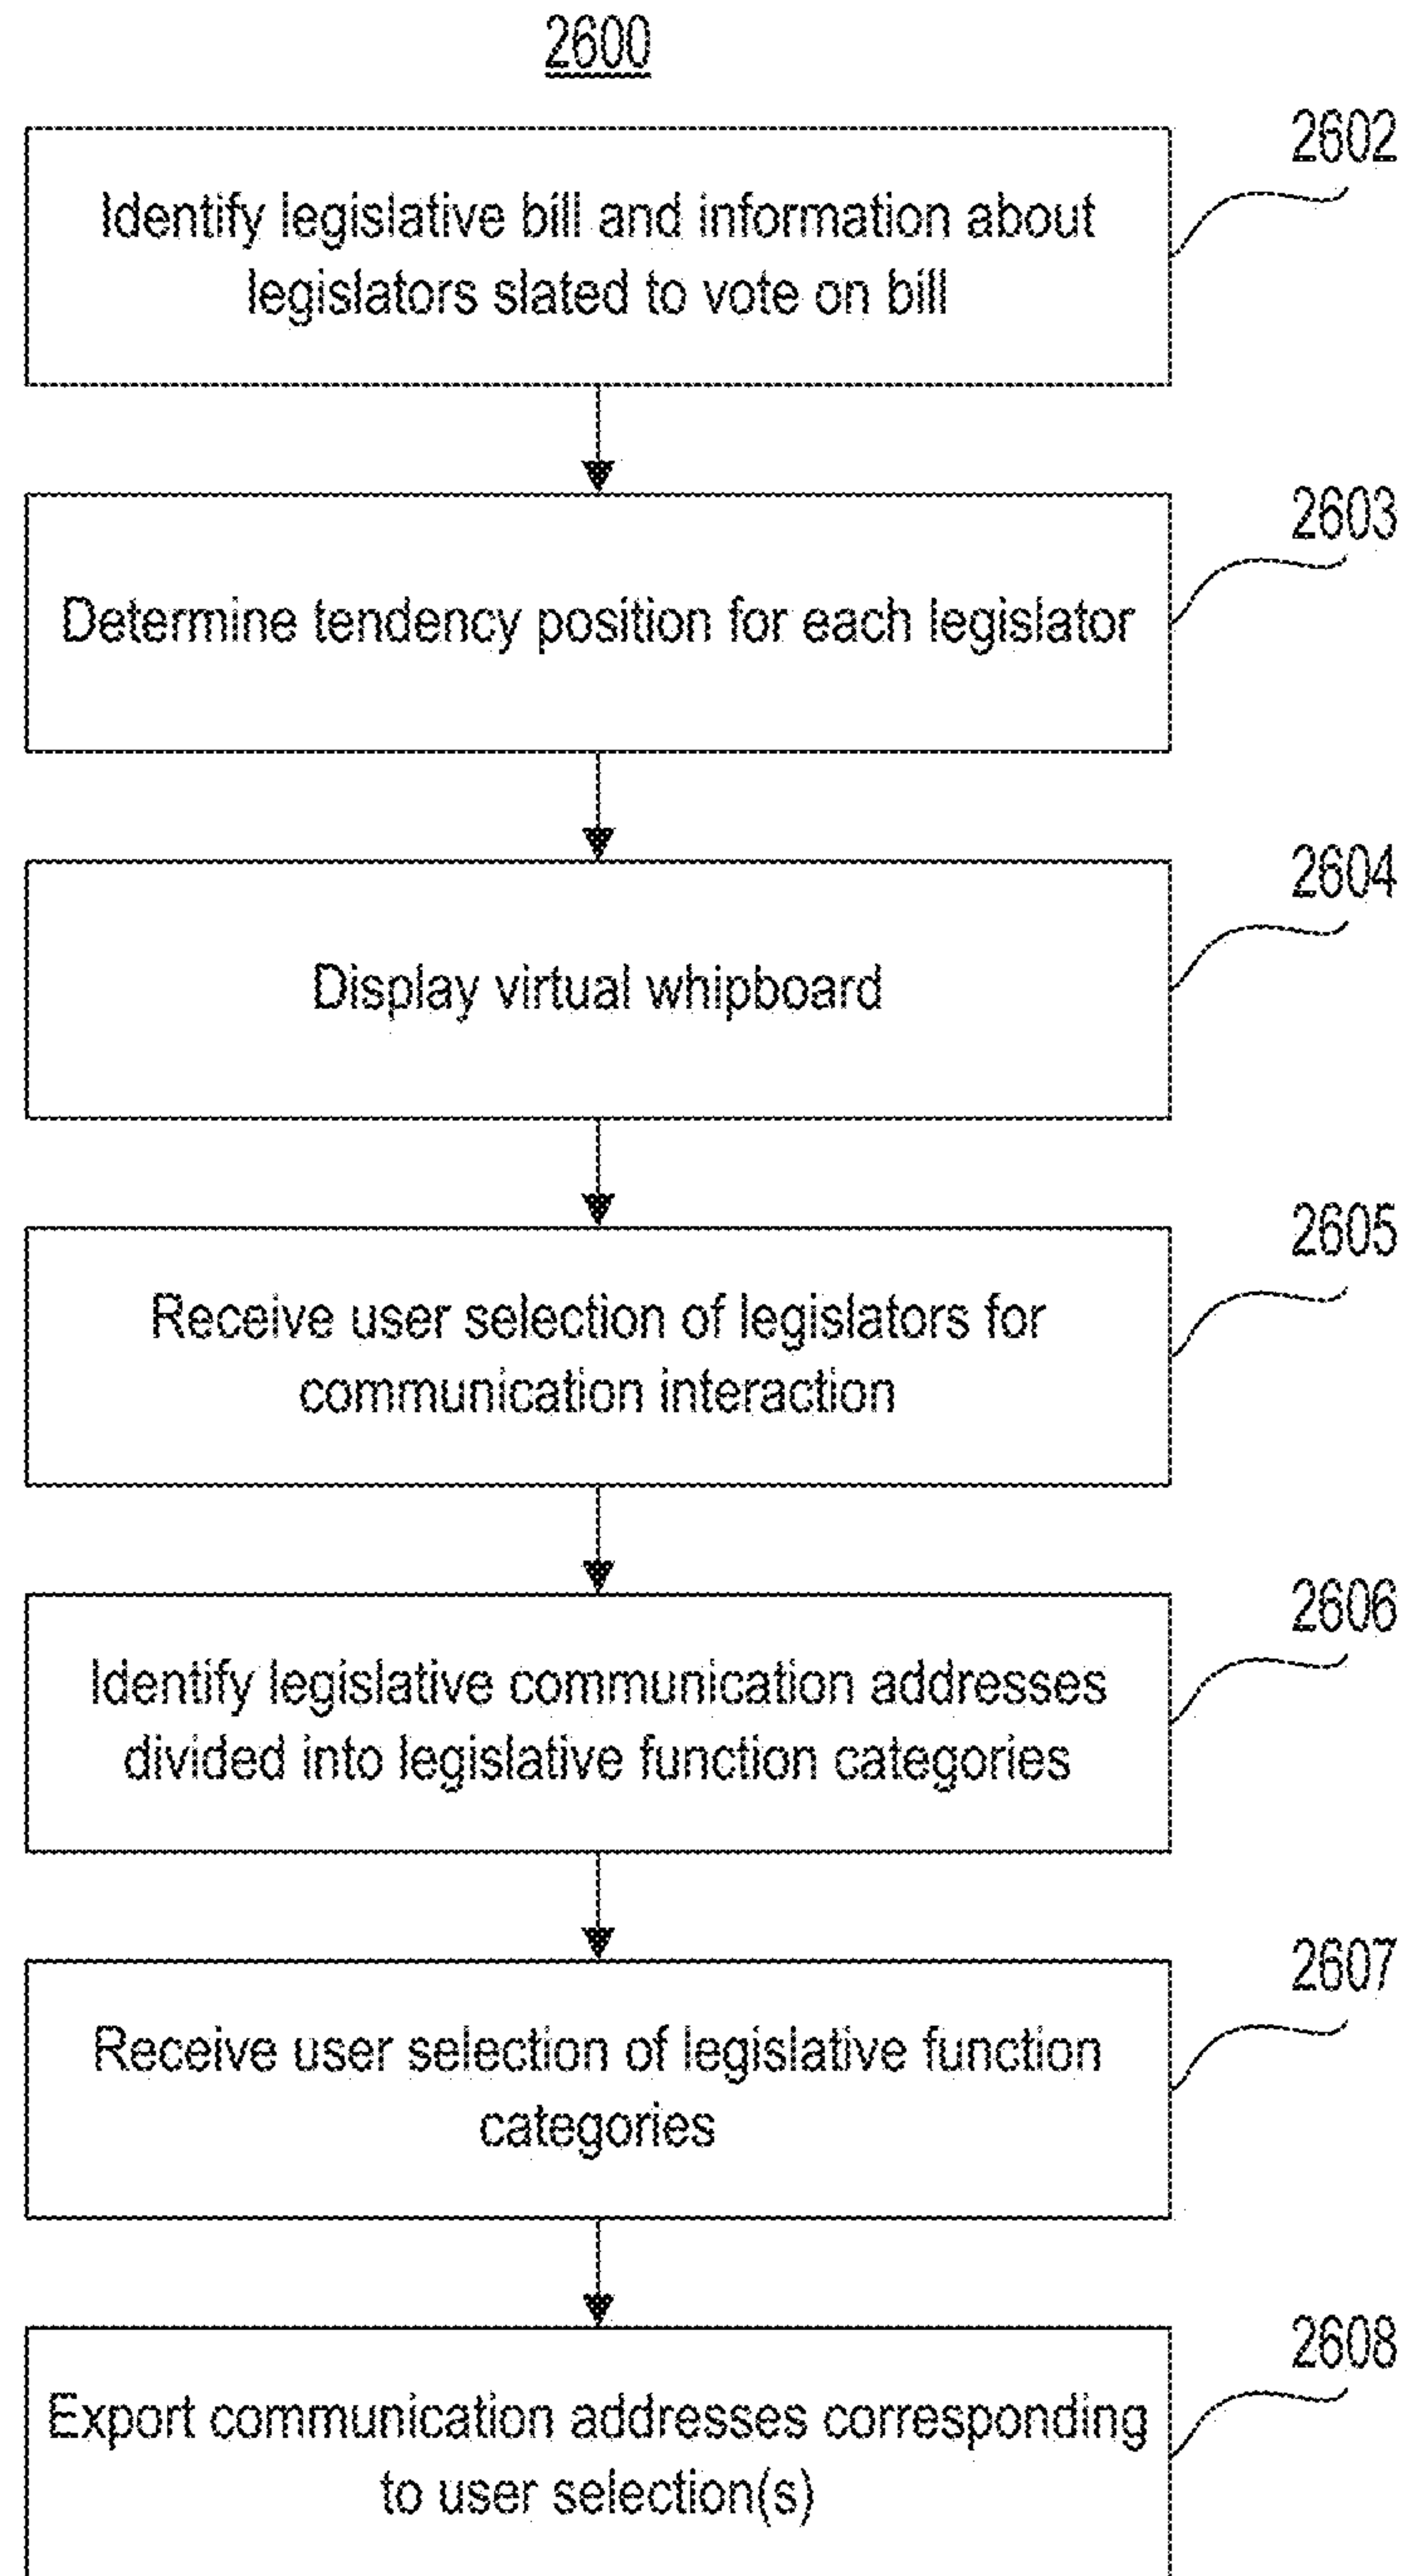 2600
2602
Identify legislative bill and information about
legislators slated to vote on bill
2603
Determine tendency position for each legislator
2604
Display virtual whipboard
2605
Receive user selection of legislators for
communication interaction
2606
Identify legislative communication addresses
divided into legislative function categories
2607
Receive user selection of legislative function
categories
2608
Export communication addresses corresponding
to user selection(s)